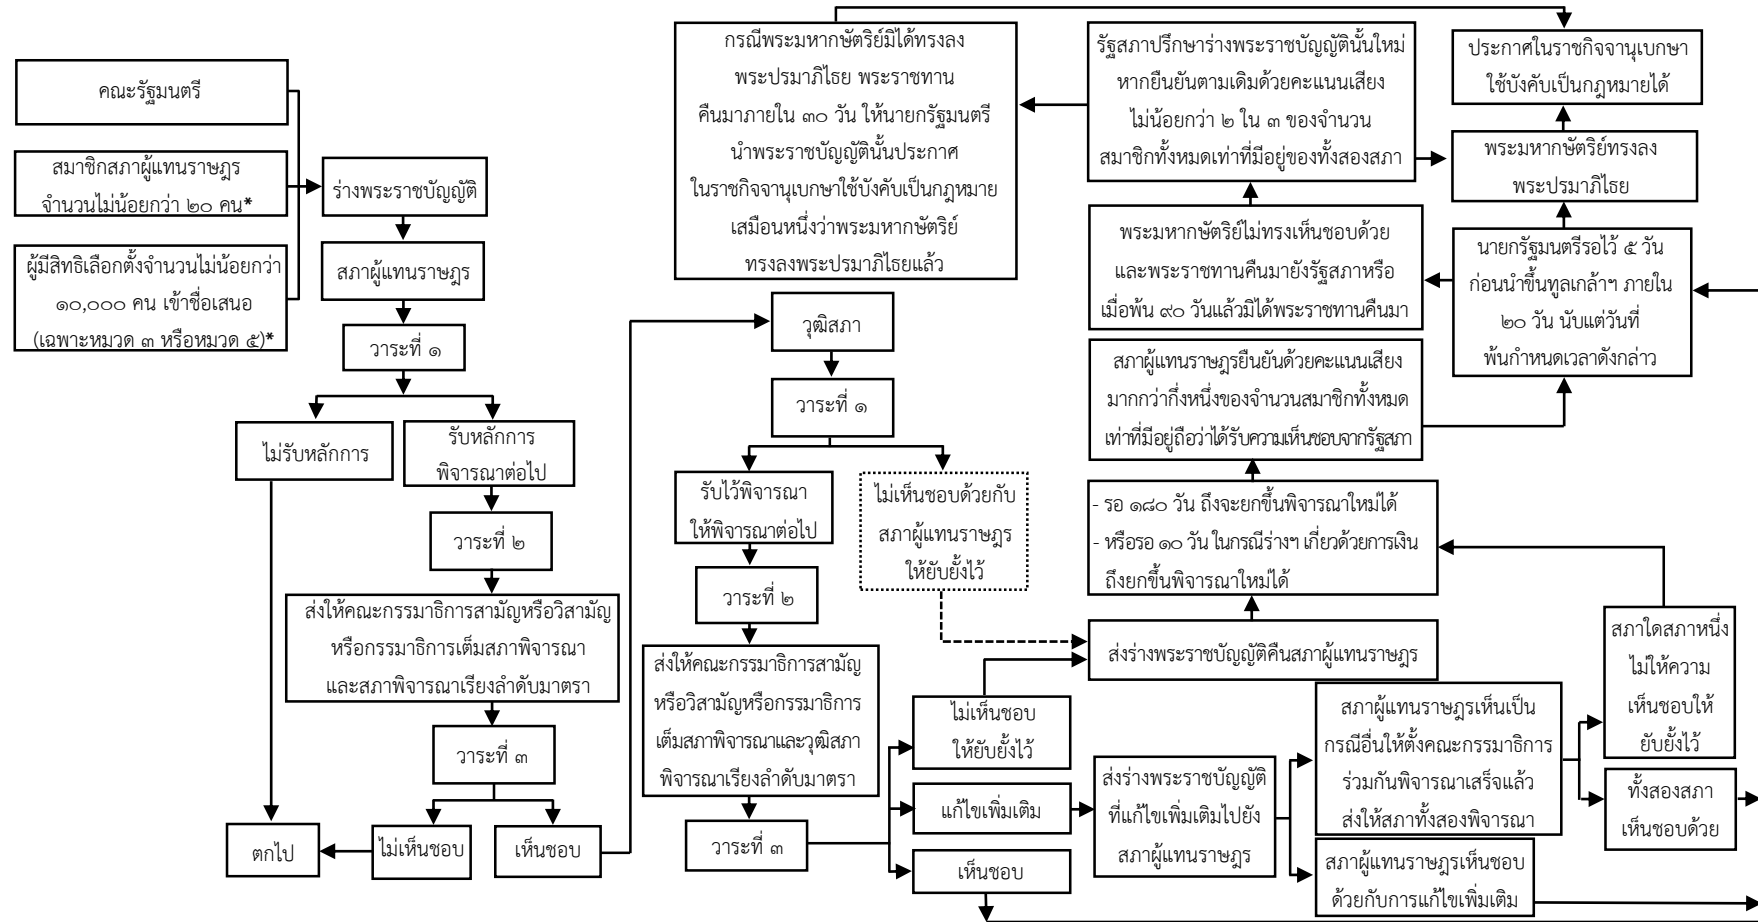 คณะรัฐมนตรี
สมาชิกสภาผู้แทนราษฎร
จำนวนไม่น้อยกว่า ๒๐ คน*
ผู้มีสิทธิเลือกตั้งจำนวนไม่น้อยกว่า
๑๐,๐๐๐ คน เข้าชื่อเสนอ
(เฉพาะหมวด ๓ หรือหมวด ๕)*
ร่างพระราชบัญญัติ
สภาผู้แทนราษฎร
วาระที่ ๑
ไม่รับหลักการ
รับหลักการ
พิจารณาต่อไป
วาระที่ ๒
ส่งให้คณะกรรมาธิการสามัญหรือวิสามัญ
หรือกรรมาธิการเต็มสภาพิจารณา
และสภาพิจารณาเรียงลำดับมาตรา
วาระที่ ๓
ตกไป
ไม่เห็นชอบ
เห็นชอบ
วุฒิสภา
วาระที่ ๑
รับไว้พิจารณา
ให้พิจารณาต่อไป
ไม่เห็นชอบด้วยกับ
สภาผู้แทนราษฎร
ให้ยับยั้งไว้
วาระที่ ๒
ส่งให้คณะกรรมาธิการสามัญ
หรือวิสามัญหรือกรรมาธิการ
เต็มสภาพิจารณาและวุฒิสภา
พิจารณาเรียงลำดับมาตรา
วาระที่ ๓
ไม่เห็นชอบ
ให้ยับยั้งไว้
แก้ไขเพิ่มเติม
เห็นชอบ
ส่งร่างพระราชบัญญัติ
ที่แก้ไขเพิ่มเติมไปยัง
สภาผู้แทนราษฎร
สภาผู้แทนราษฎรเห็นเป็น
กรณีอื่นให้ตั้งคณะกรรมาธิการ
ร่วมกันพิจารณาเสร็จแล้ว
ส่งให้สภาทั้งสองพิจารณา
สภาผู้แทนราษฎรเห็นชอบ
ด้วยกับการแก้ไขเพิ่มเติม
สภาใดสภาหนึ่ง
ไม่ให้ความ
เห็นชอบให้
ยับยั้งไว้
ทั้งสองสภา
เห็นชอบด้วย
ส่งร่างพระราชบัญญัติคืนสภาผู้แทนราษฎร
- รอ ๑๘๐ วัน ถึงจะยกขึ้นพิจารณาใหม่ได้
- หรือรอ ๑๐ วัน ในกรณีร่างฯ เกี่ยวด้วยการเงิน
ถึงยกขึ้นพิจารณาใหม่ได้
สภาผู้แทนราษฎรยืนยันด้วยคะแนนเสียง
มากกว่ากึ่งหนึ่งของจำนวนสมาชิกทั้งหมด
เท่าที่มีอยู่ถือว่าได้รับความเห็นชอบจากรัฐสภา
นายกรัฐมนตรีรอไว้ ๕ วัน
ก่อนนำขึ้นทูลเกล้าฯ ภายใน
๒๐ วัน นับแต่วันที่
พ้นกำหนดเวลาดังกล่าว
พระมหากษัตริย์ไม่ทรงเห็นชอบด้วย
และพระราชทานคืนมายังรัฐสภาหรือ
เมื่อพ้น ๙๐ วันแล้วมิได้พระราชทานคืนมา
รัฐสภาปรึกษาร่างพระราชบัญญัตินั้นใหม่
หากยืนยันตามเดิมด้วยคะแนนเสียง
ไม่น้อยกว่า ๒ ใน ๓ ของจำนวน
สมาชิกทั้งหมดเท่าที่มีอยู่ของทั้งสองสภา
พระมหากษัตริย์ทรงลง
พระปรมาภิไธย
ประกาศในราชกิจจานุเบกษา
ใช้บังคับเป็นกฎหมายได้
กรณีพระมหากษัตริย์มิได้ทรงลง
พระปรมาภิไธย พระราชทาน
คืนมาภายใน ๓๐ วัน ให้นายกรัฐมนตรี
นำพระราชบัญญัตินั้นประกาศ
ในราชกิจจานุเบกษาใช้บังคับเป็นกฎหมาย
เสมือนหนึ่งว่าพระมหากษัตริย์
ทรงลงพระปรมาภิไธยแล้ว